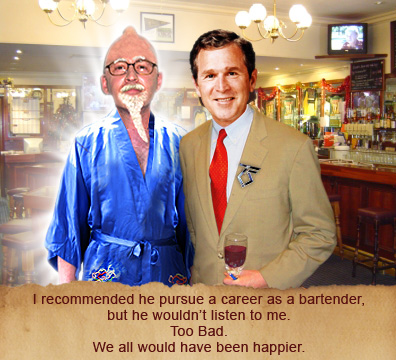 I recommended he pursue a career as a bartender,
but he wouldn't listen to me.
Too Bad.
We all would have been happier.